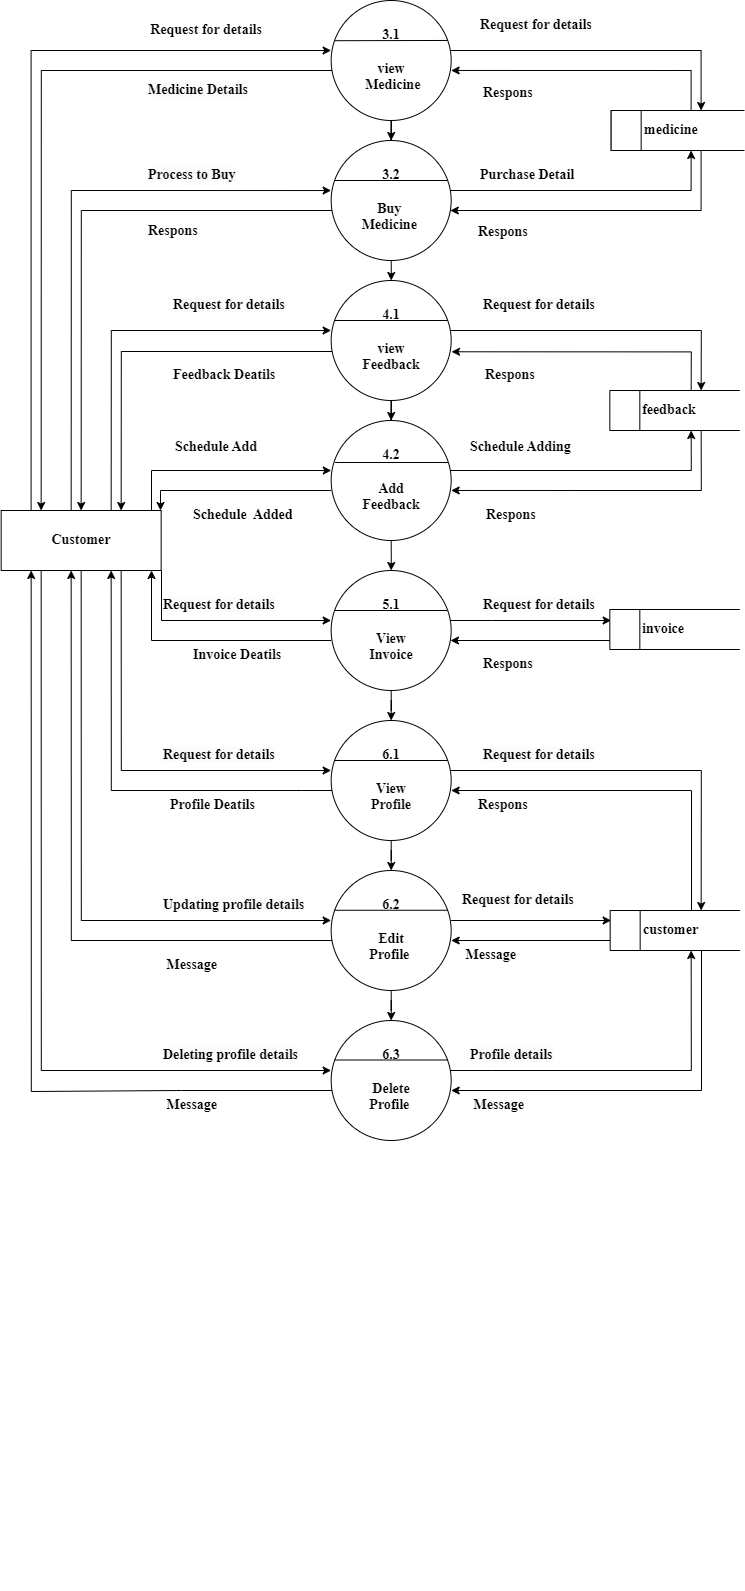 Request for details
3.1
Request for details
view
Medicine
Medicine Details
Respons
medicine
Process to Buy
3.2
Purchase Detail
Buy
Medicine
Respons
Respons
Request for details
4.1
Request for details
view
Feedback
Feedback Deatils
Respons
feedback
Schedule Add
4.2
Schedule Adding
Add
Feedback
Schedule  Added
Respons
Customer
Request for details
5.1
Request for details
View
Invoice
invoice
Invoice Deatils
Respons
Request for details
6.1
Request for details
View
Profile
Profile Deatils
Respons
Updating profile details
6.2
Request for details
Edit
Profile
customer
Message
Message
Deleting profile details
6.3
Profile details
Delete
Profile
Message
Message